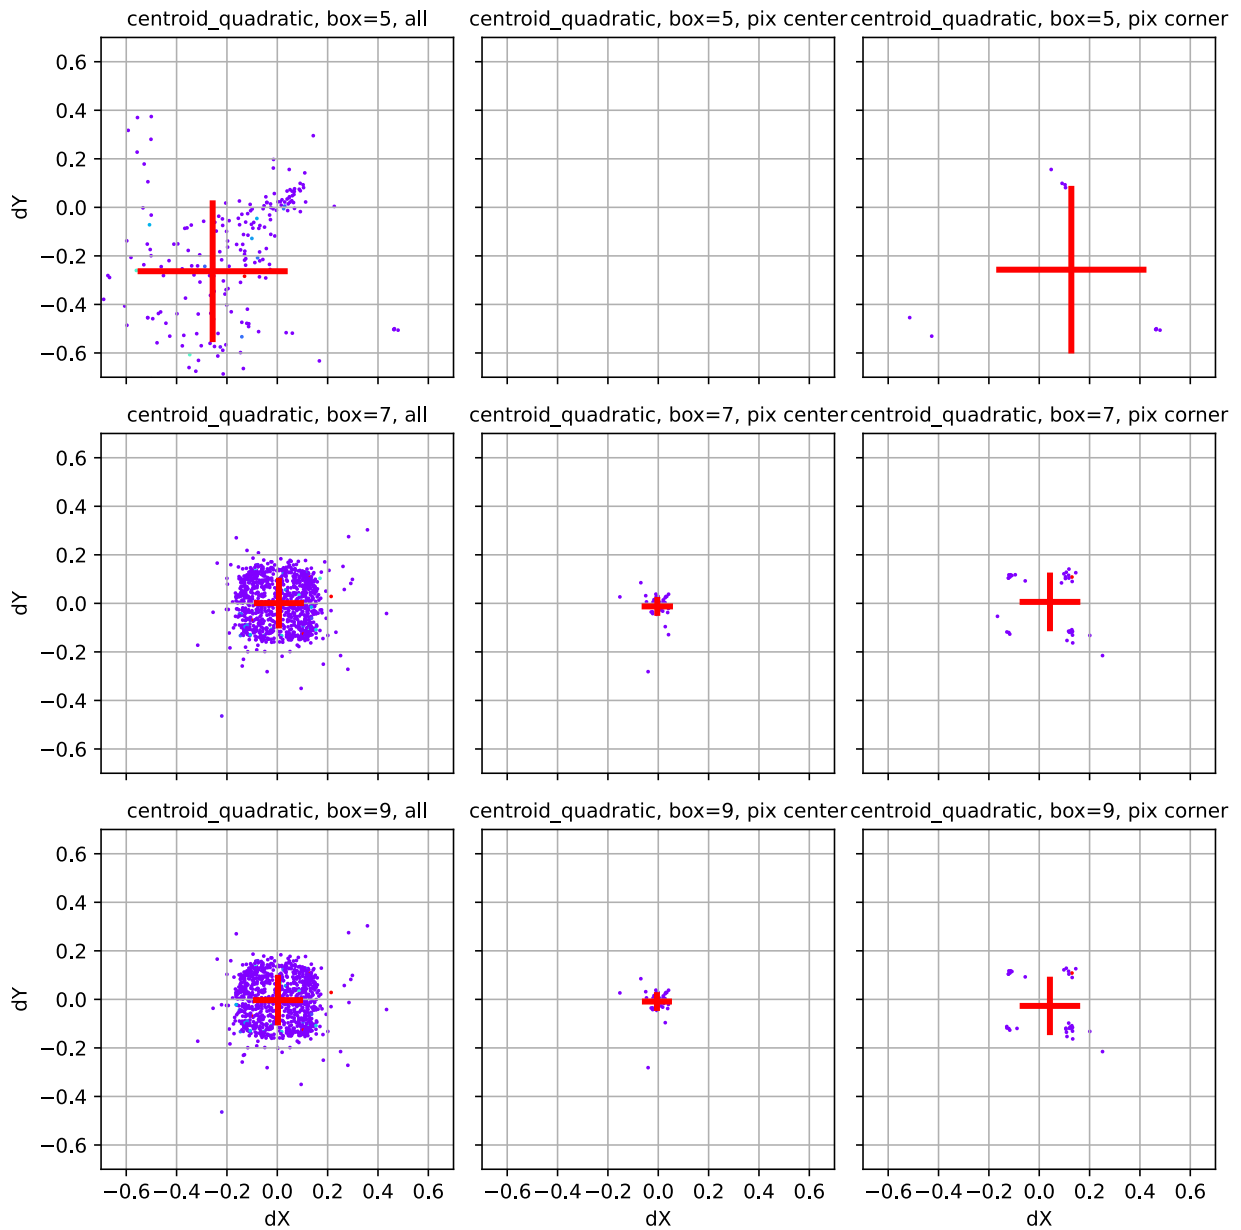 centroid_quadratic, box=5, all
centroid_quadratic, box=5, pix center
centroid_quadratic, box=5, pix corner
0.6
0.4
0.2
0.0
−0.2
−0.4
−0.6
dY
centroid_quadratic, box=7, all
centroid_quadratic, box=7, pix center
centroid_quadratic, box=7, pix corner
0.6
0.4
0.2
0.0
−0.2
−0.4
−0.6
dY
centroid_quadratic, box=9, all
centroid_quadratic, box=9, pix center
centroid_quadratic, box=9, pix corner
0.6
0.4
0.2
0.0
−0.2
−0.4
−0.6
dY
−0.6 −0.4 −0.2 0.0 0.2 0.4 0.6
−0.6 −0.4 −0.2 0.0 0.2 0.4 0.6
−0.6 −0.4 −0.2 0.0 0.2 0.4 0.6
dX
dX
dX